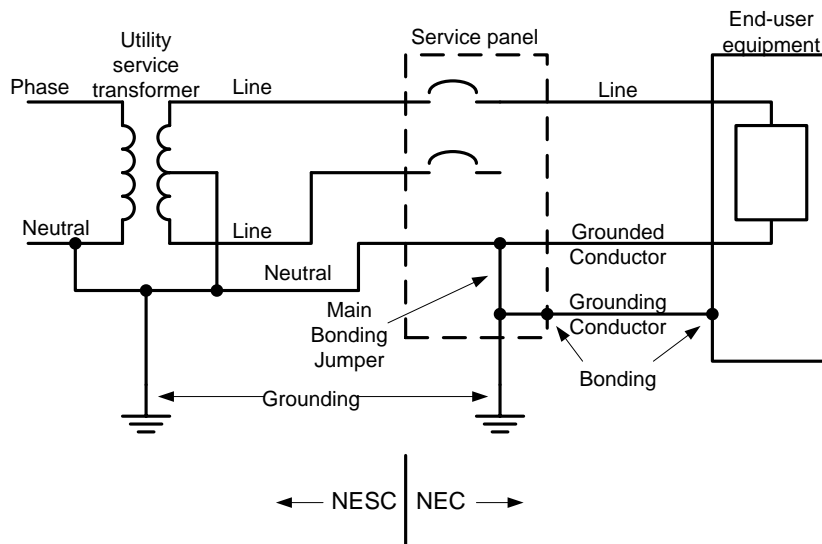 End-user
equipment
Utility
service
transformer
Service panel
Phase
Line
Line
Neutral
Line
Neutral
Grounded
Conductor
Main
Bonding
Jumper
Grounding
Conductor
Bonding
Grounding
NESC
NEC